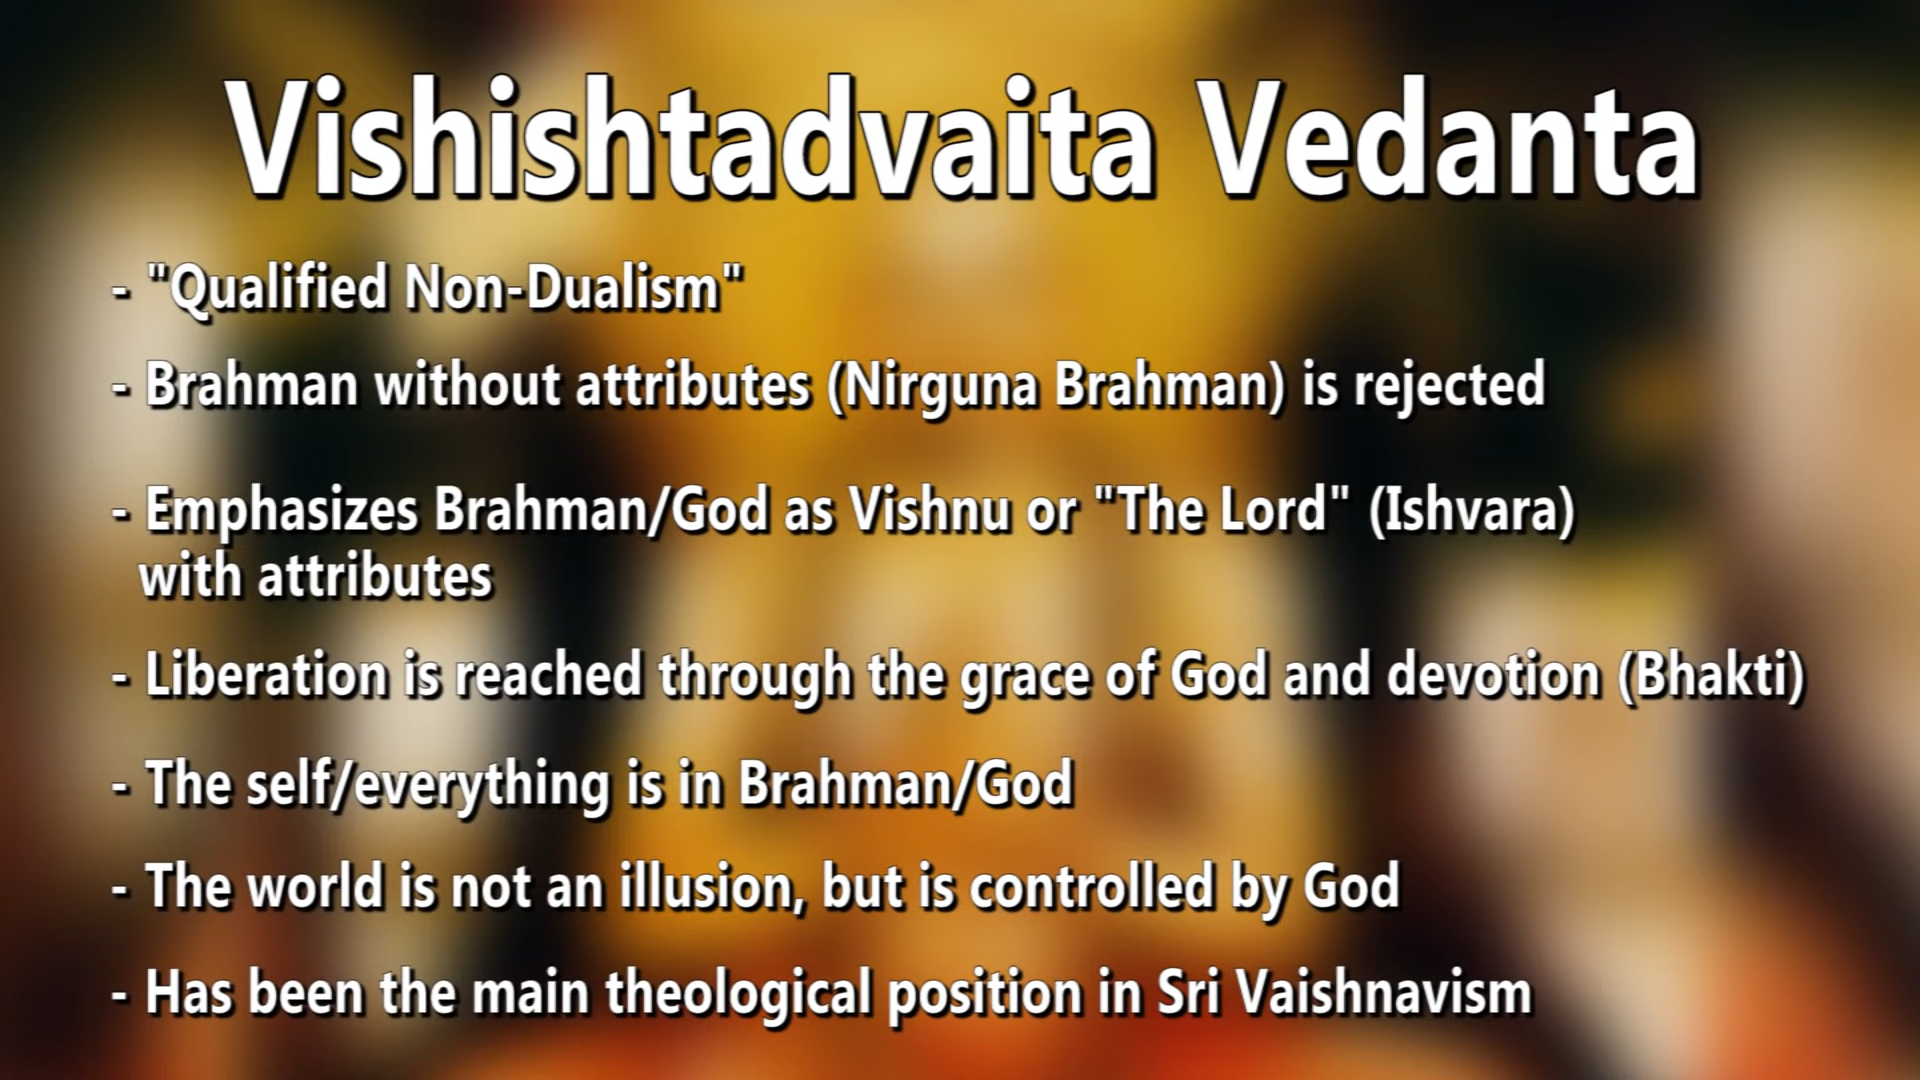 Vishishtadvaita Vedanta
- "Qualified Non-Dualism"
- Brahman without attributes (Nirguna Brahman) is rejected
- Emphasizes Brahman/God as Vishnu or "The Lord" (Ishvara)
with attributes
- Liberation is reached through the grace of God and devotion (Bhakti)
- The self/everything is in Brahman/God
- The world is not an illusion, but is controlled by God
- Has been the main theological position in Sri Vaishnavism